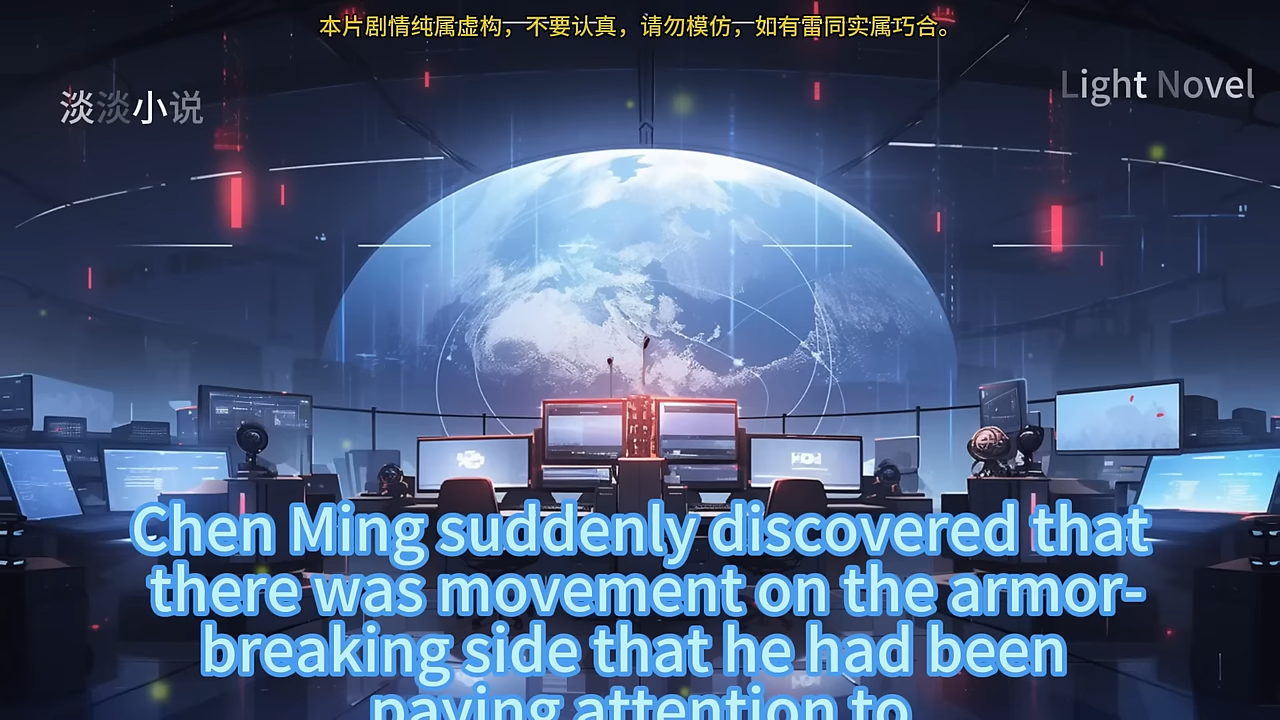 本片剧情纯属虚构，不要认真，请勿模仿，如有雷同实属巧合。
淡淡小说
Light Novel
Chen Ming suddenly discovered that
there was movement on the armor-
breaking side that he had been
paying attention to